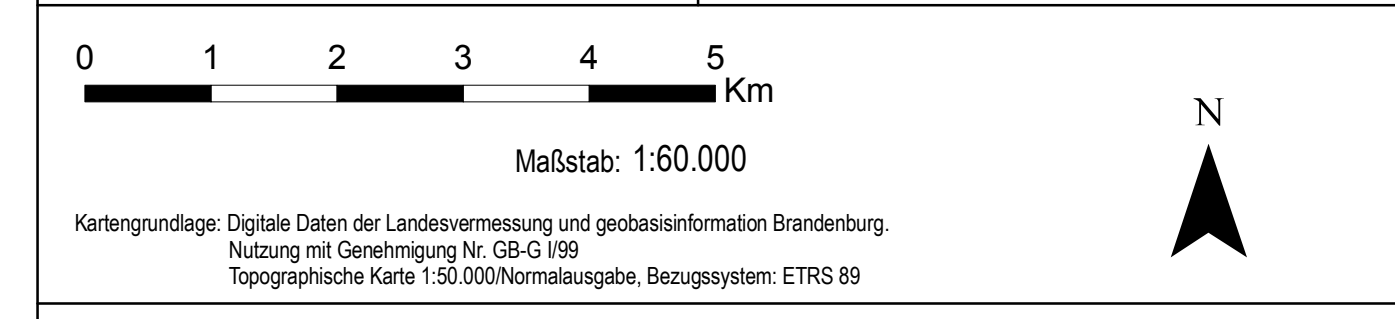 0 1 2 3 4 5
Km
N
Maßstab: 1:60.000
Kartengrundlage: Digitale Daten der Landesvermessung und geobasisinformation Brandenburg.
Nutzung mit Genehmigung Nr. GB-G I/99
Topographische Karte 1:50.000/Normalausgabe, Bezugssystem: ETRS 89